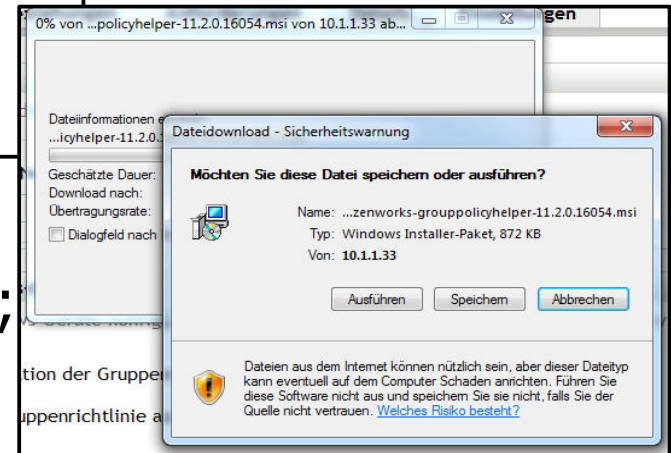 gen
0% von ...policyhelper-11.2.0.16054.msi von 10.1.1.33 ab...
Dateiinformationen
...icyhelper-11.2.0.1
Geschätzte Dauer:
Download nach:
Übertragungsrate:
Dialogfeld nach
Dateidownload - Sicherheitswarnung
Möchten Sie diese Datei speichern oder ausführen?
Name: ...zenworks-grouppolicyhelper-11.2.0.16054.msi
Typ: Windows Installer-Paket, 872 KB
Von: 10.1.1.33
Ausführen Speichern Abbrechen
Dateien aus dem Internet können nützlich sein, aber dieser Dateityp
kann eventuell auf dem Computer Schaden anrichten. Führen Sie
diese Software nicht aus und speichern Sie sie nicht, falls Sie der
Quelle nicht vertrauen. Welches Risiko besteht?
tion der Gruppen
uppenrichtlinie a